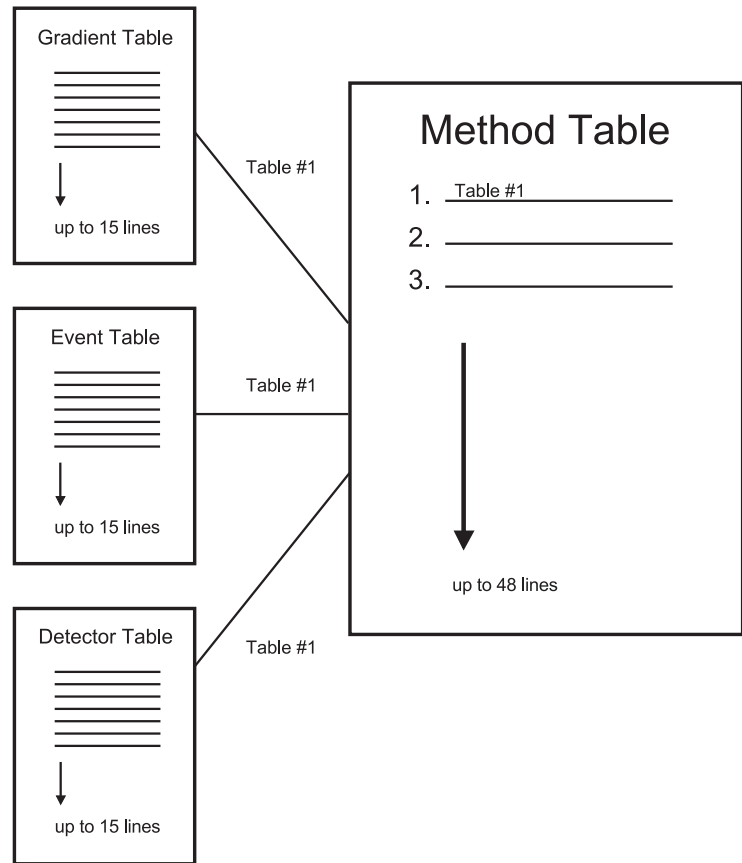 Gradient Table
up to 15 lines
Table #1
Event Table
up to 15 lines
Table #1
Detector Table
up to 15 lines
Table #1
Method Table
1. Table #1
2.
3.
up to 48 lines